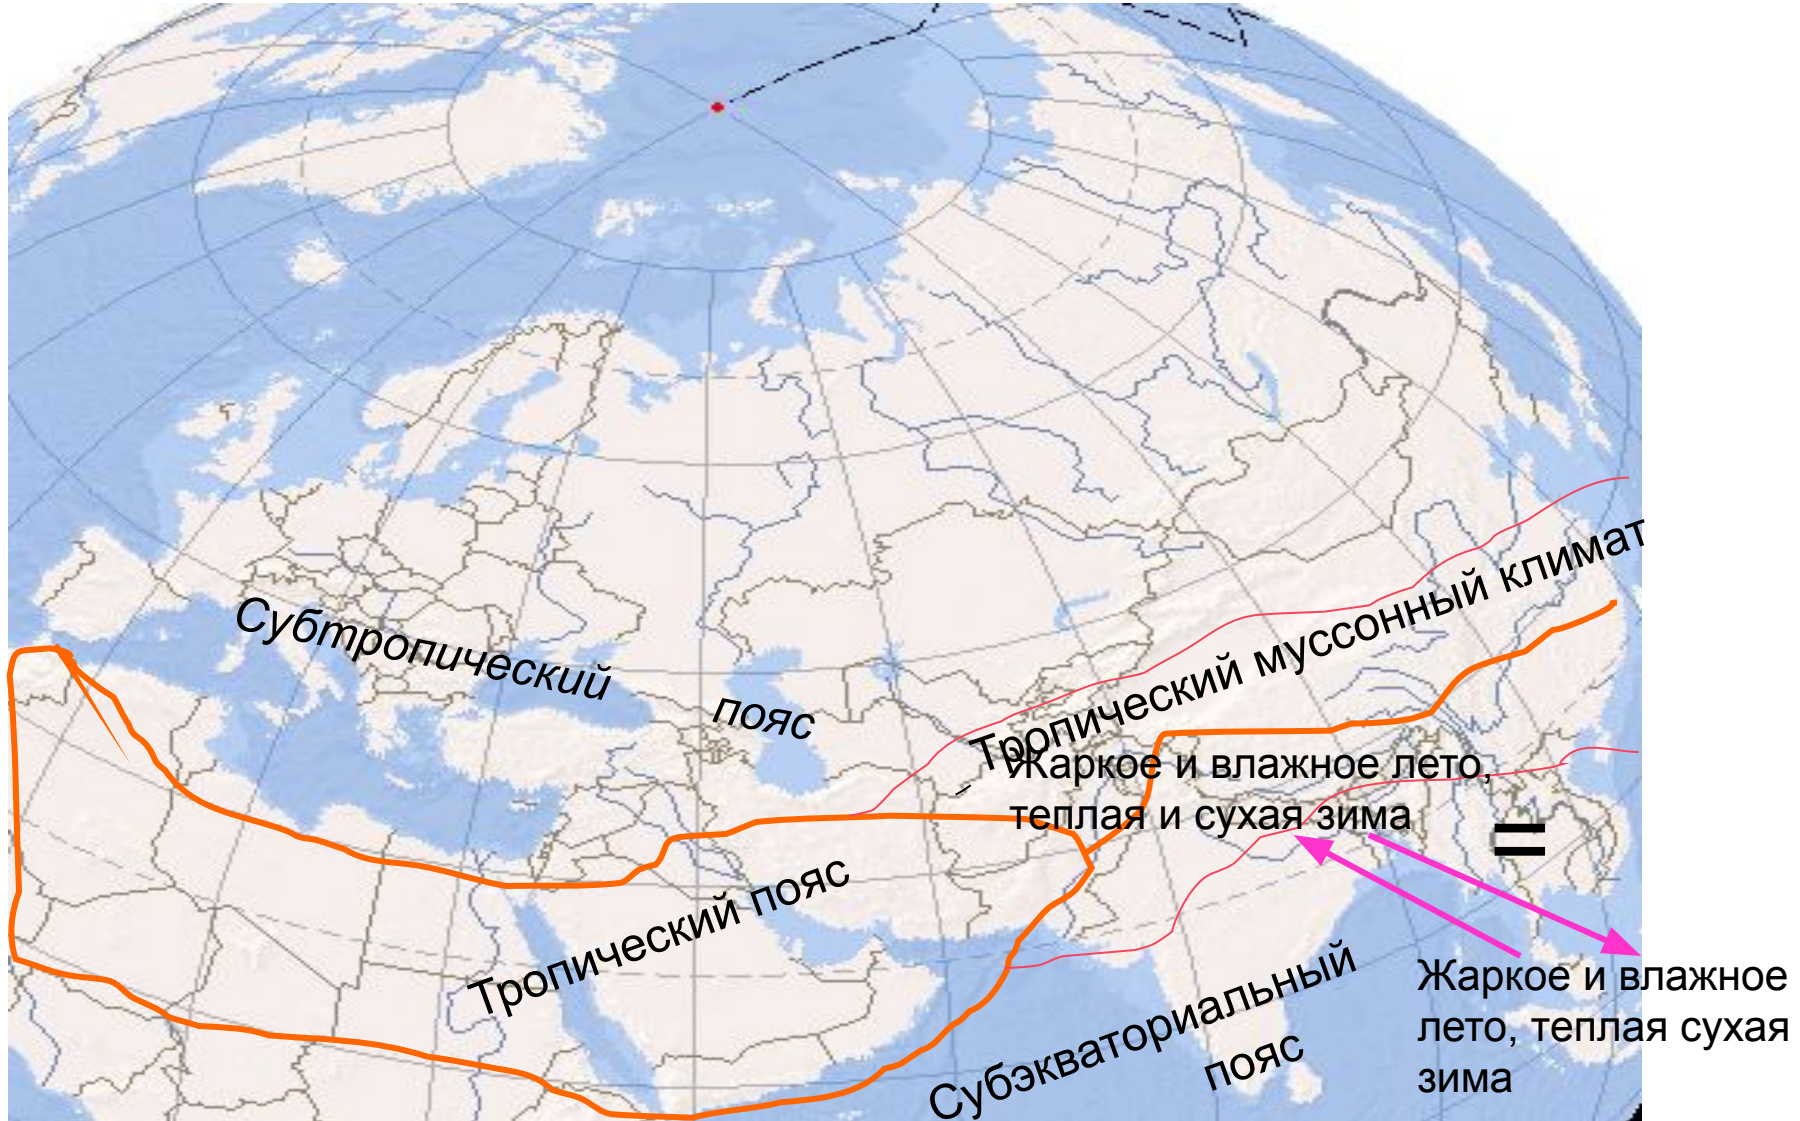 Субтропический
пояс
Тропический муссонный климат
Жаркое и влажное лето,
теплая и сухая зима
=
Тропический пояс
Субэкваториальный
пояс
Жаркое и влажное
лето, теплая сухая
зима